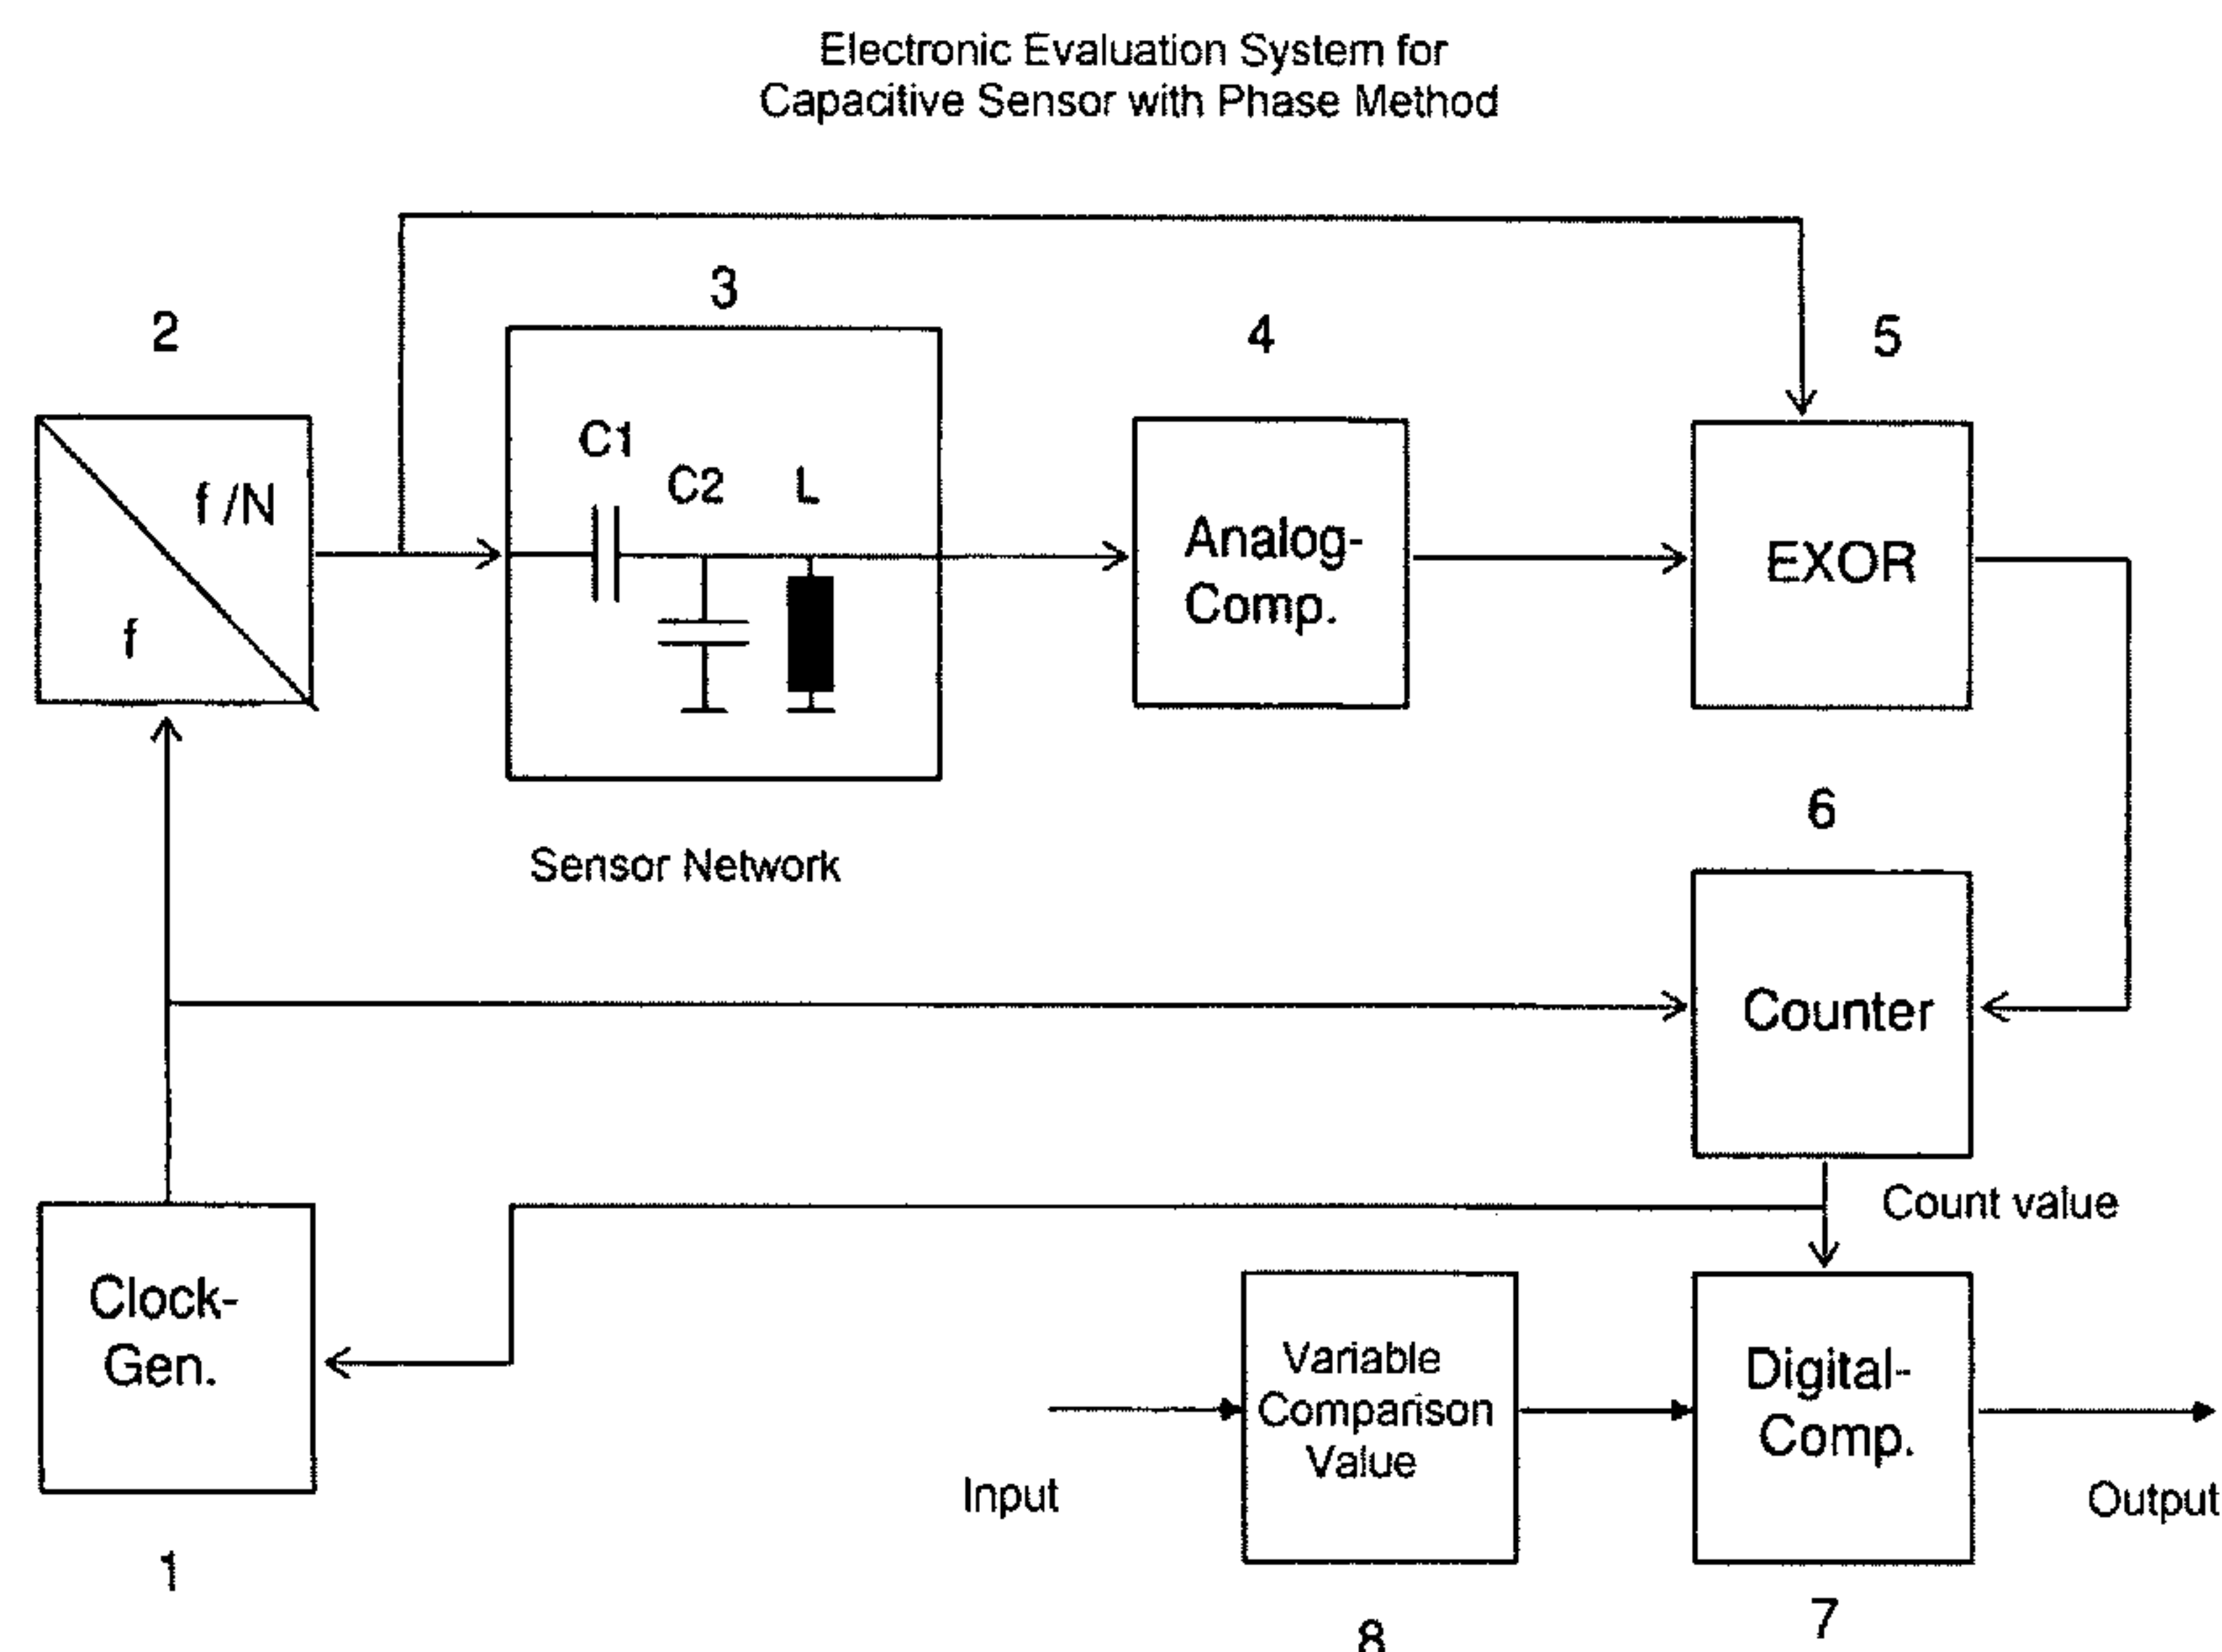 Electronic Evaluation System for
Capacitive Sensor with Phase Method
2
3
4
5
f /N
f
C1
C2
L
Analog-
Comp.
EXOR
Sensor Network
6
Counter
Count value
Clock-
Gen.
1
Input
Variable
Comparison
Value
8
Digital-
Comp.
7
Output